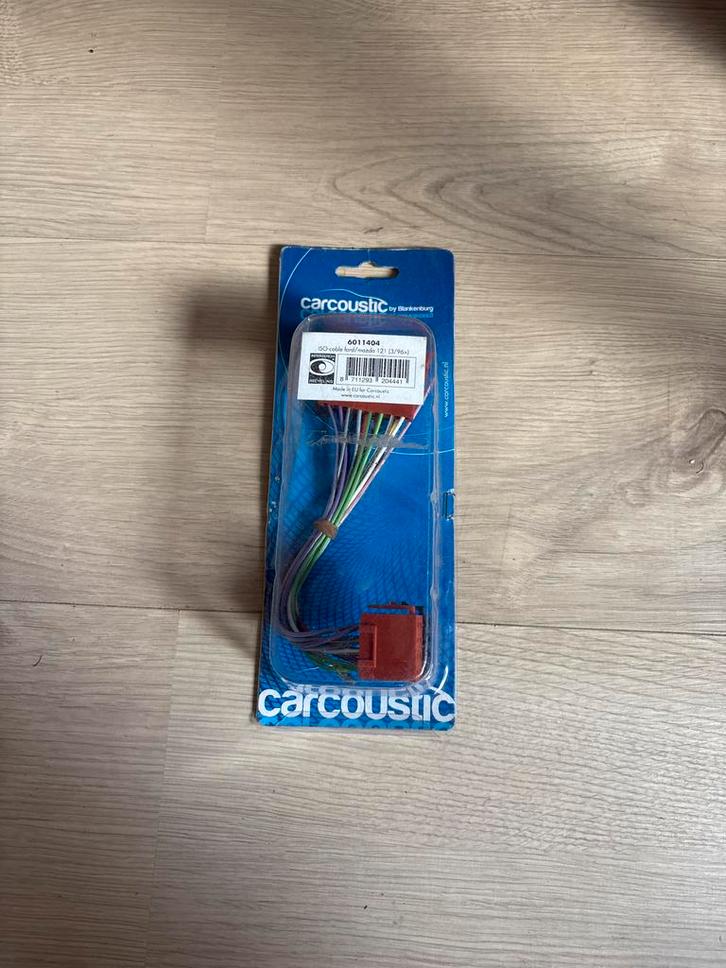 carcoustic by Blankenburg
6011404
ISO-cable ford/mazda 121 (3/96»)
RECYCLING
8 711293 204441
Made in EU for Carcoustic
www.carcoustic.nl
www.carcoustic.nl
carcoustic